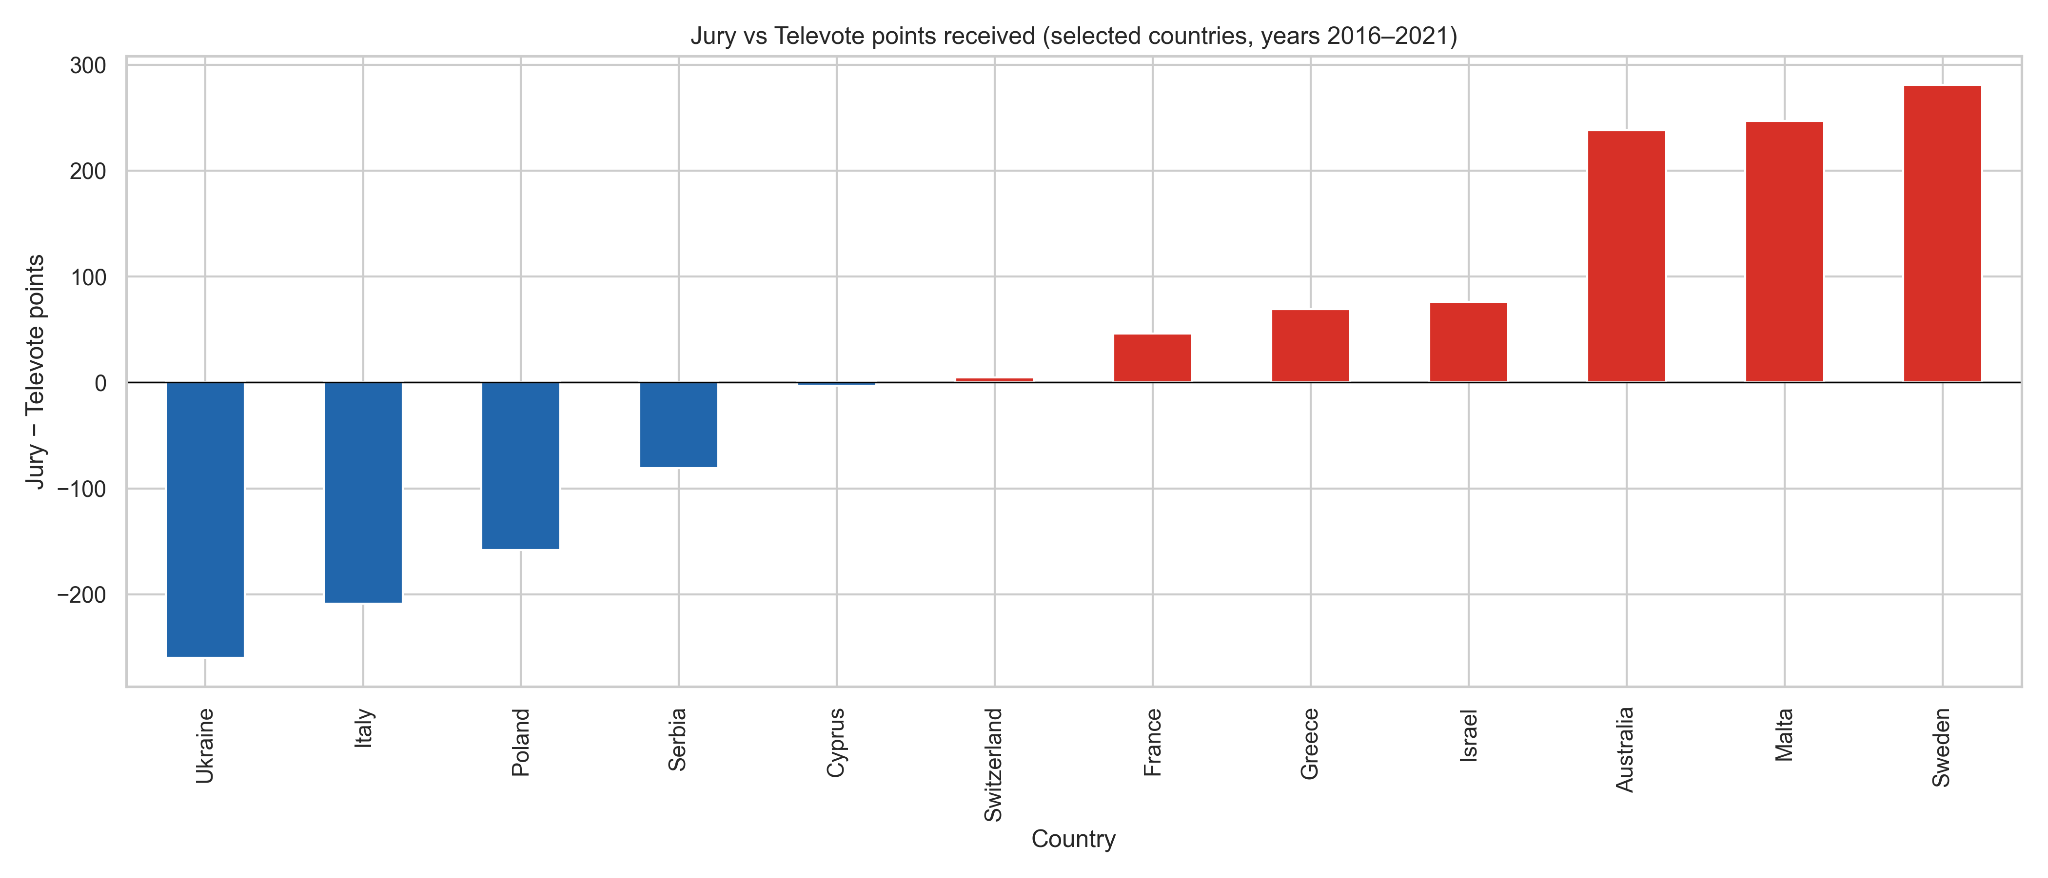 Jury vs Televote points received (selected countries, years 2016–2021)
300
200
100
0
−100
−200
Jury − Televote points
Ukraine
Italy
Poland
Serbia
Cyprus
Switzerland
France
Greece
Israel
Australia
Malta
Sweden
Country